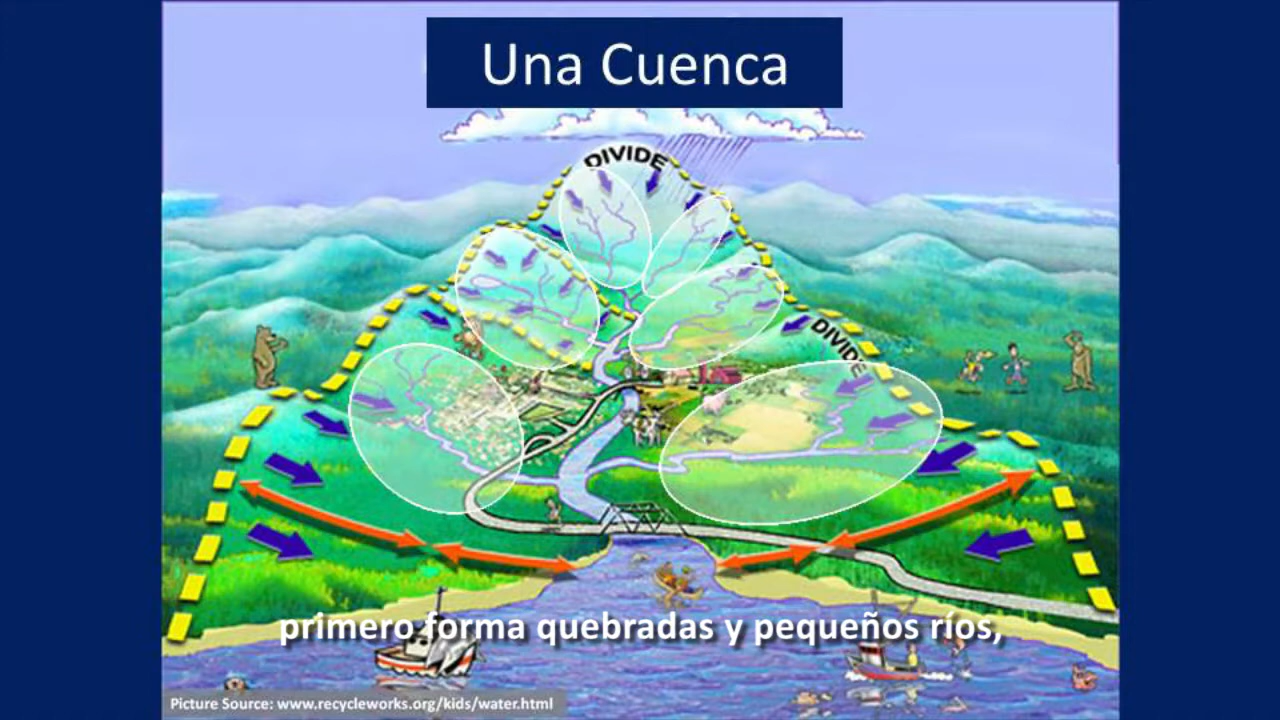 Una Cuenca
DIVIDE
DIVIDE
primero forma quebradas y pequeños ríos,
Picture Source: www.recycleworks.org/kids/water.html